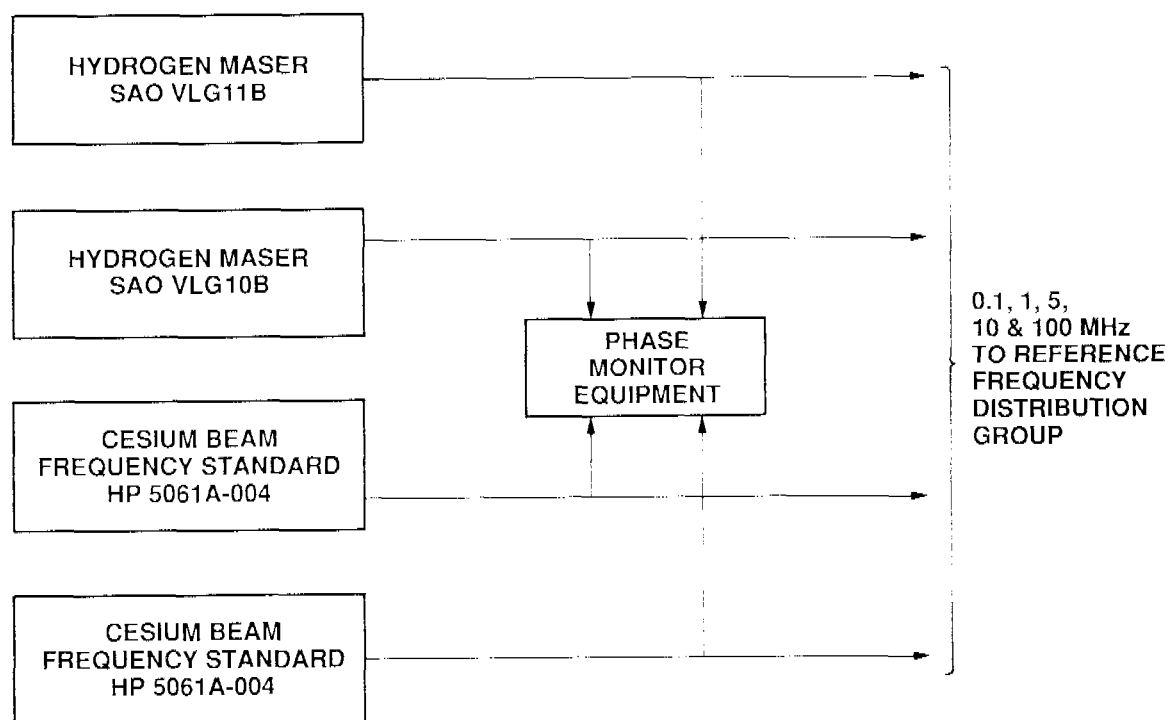 HYDROGEN MASER
SAO VLG11B
HYDROGEN MASER
SAO VLG10B
PHASE
MONITOR
EQUIPMENT
CESIUM BEAM
FREQUENCY STANDARD
HP 5061A-004
CESIUM BEAM
FREQUENCY STANDARD
HP 5061A-004
0.1, 1, 5,
10 & 100 MHz
TO REFERENCE
FREQUENCY
DISTRIBUTION
GROUP